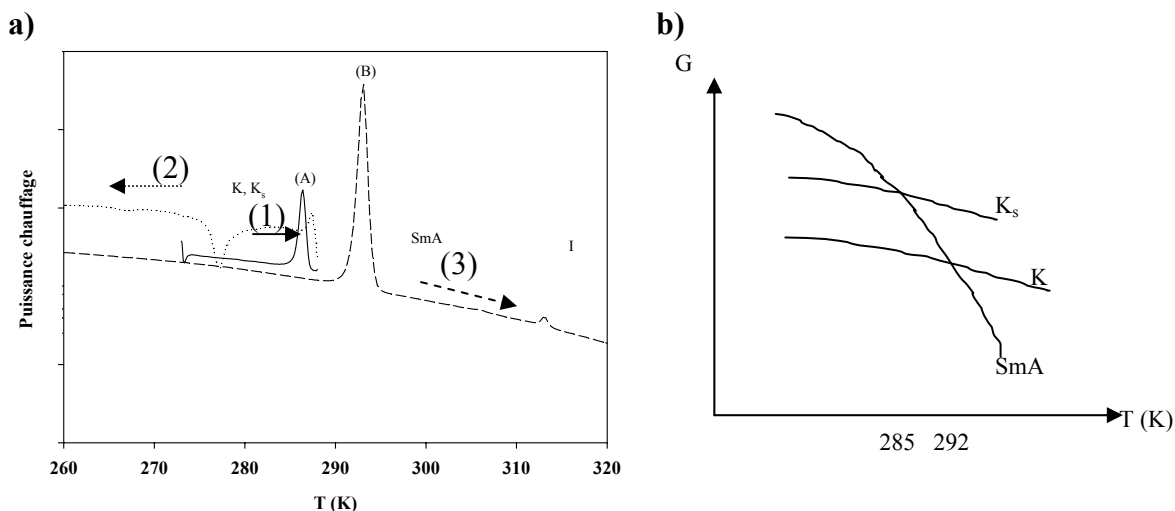 a)
(B)
(2)
K, Kₛ
(A)
(1)
SmA
(3)
I
Puissance chauffage
260 270 280 290 300 310 320
T (K)
b)
G
Kₛ
K
SmA
T (K)
285 292